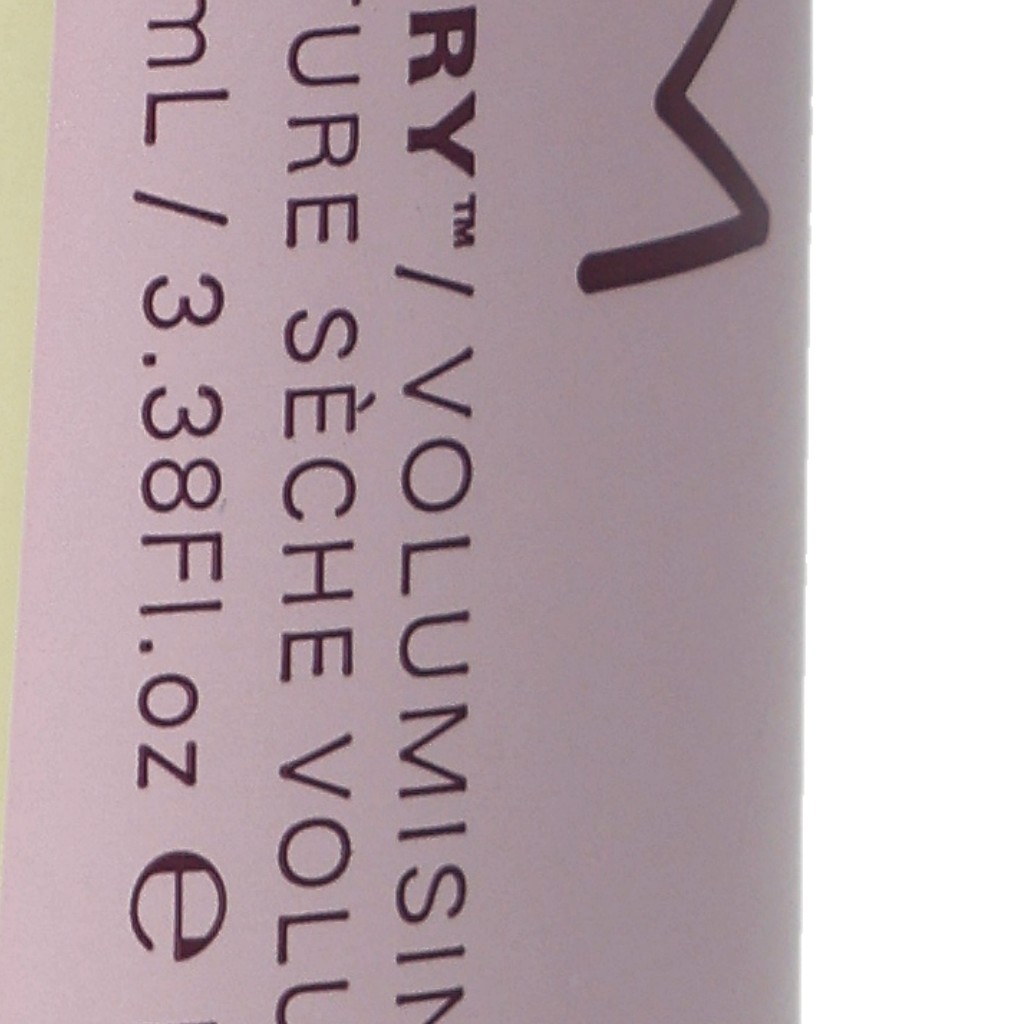 RY™ / VOLUMISIN
URE SÈCHE VOLU
mL / 3.38Fl.oz e